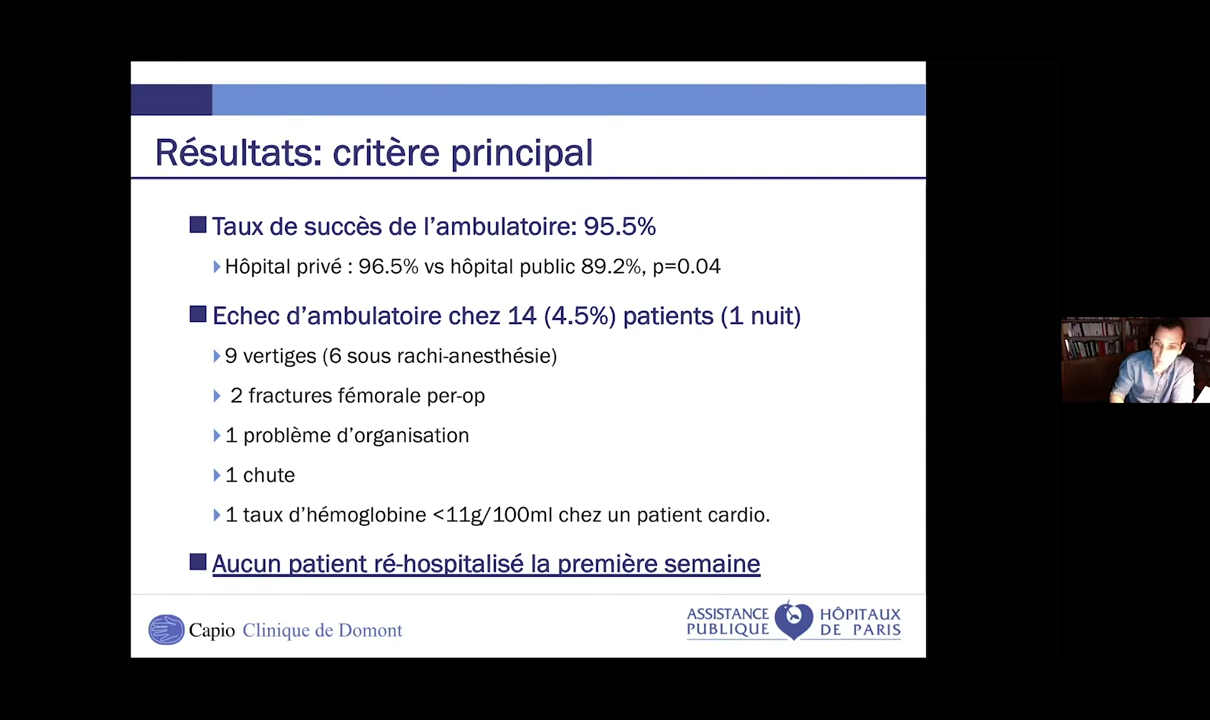 Résultats: critère principal
Taux de succès de l'ambulatoire: 95.5%
Hôpital privé : 96.5% vs hôpital public 89.2%, p=0.04
Echec d'ambulatoire chez 14 (4.5%) patients (1 nuit)
9 vertiges (6 sous rachi-anesthésie)
2 fractures fémorale per-op
1 problème d'organisation
1 chute
1 taux d'hémoglobine <11g/100ml chez un patient cardio.
Aucun patient ré-hospitalisé la première semaine
Capio Clinique de Domont
ASSISTANCE HÔPITAUX
PUBLIQUE DE PARIS